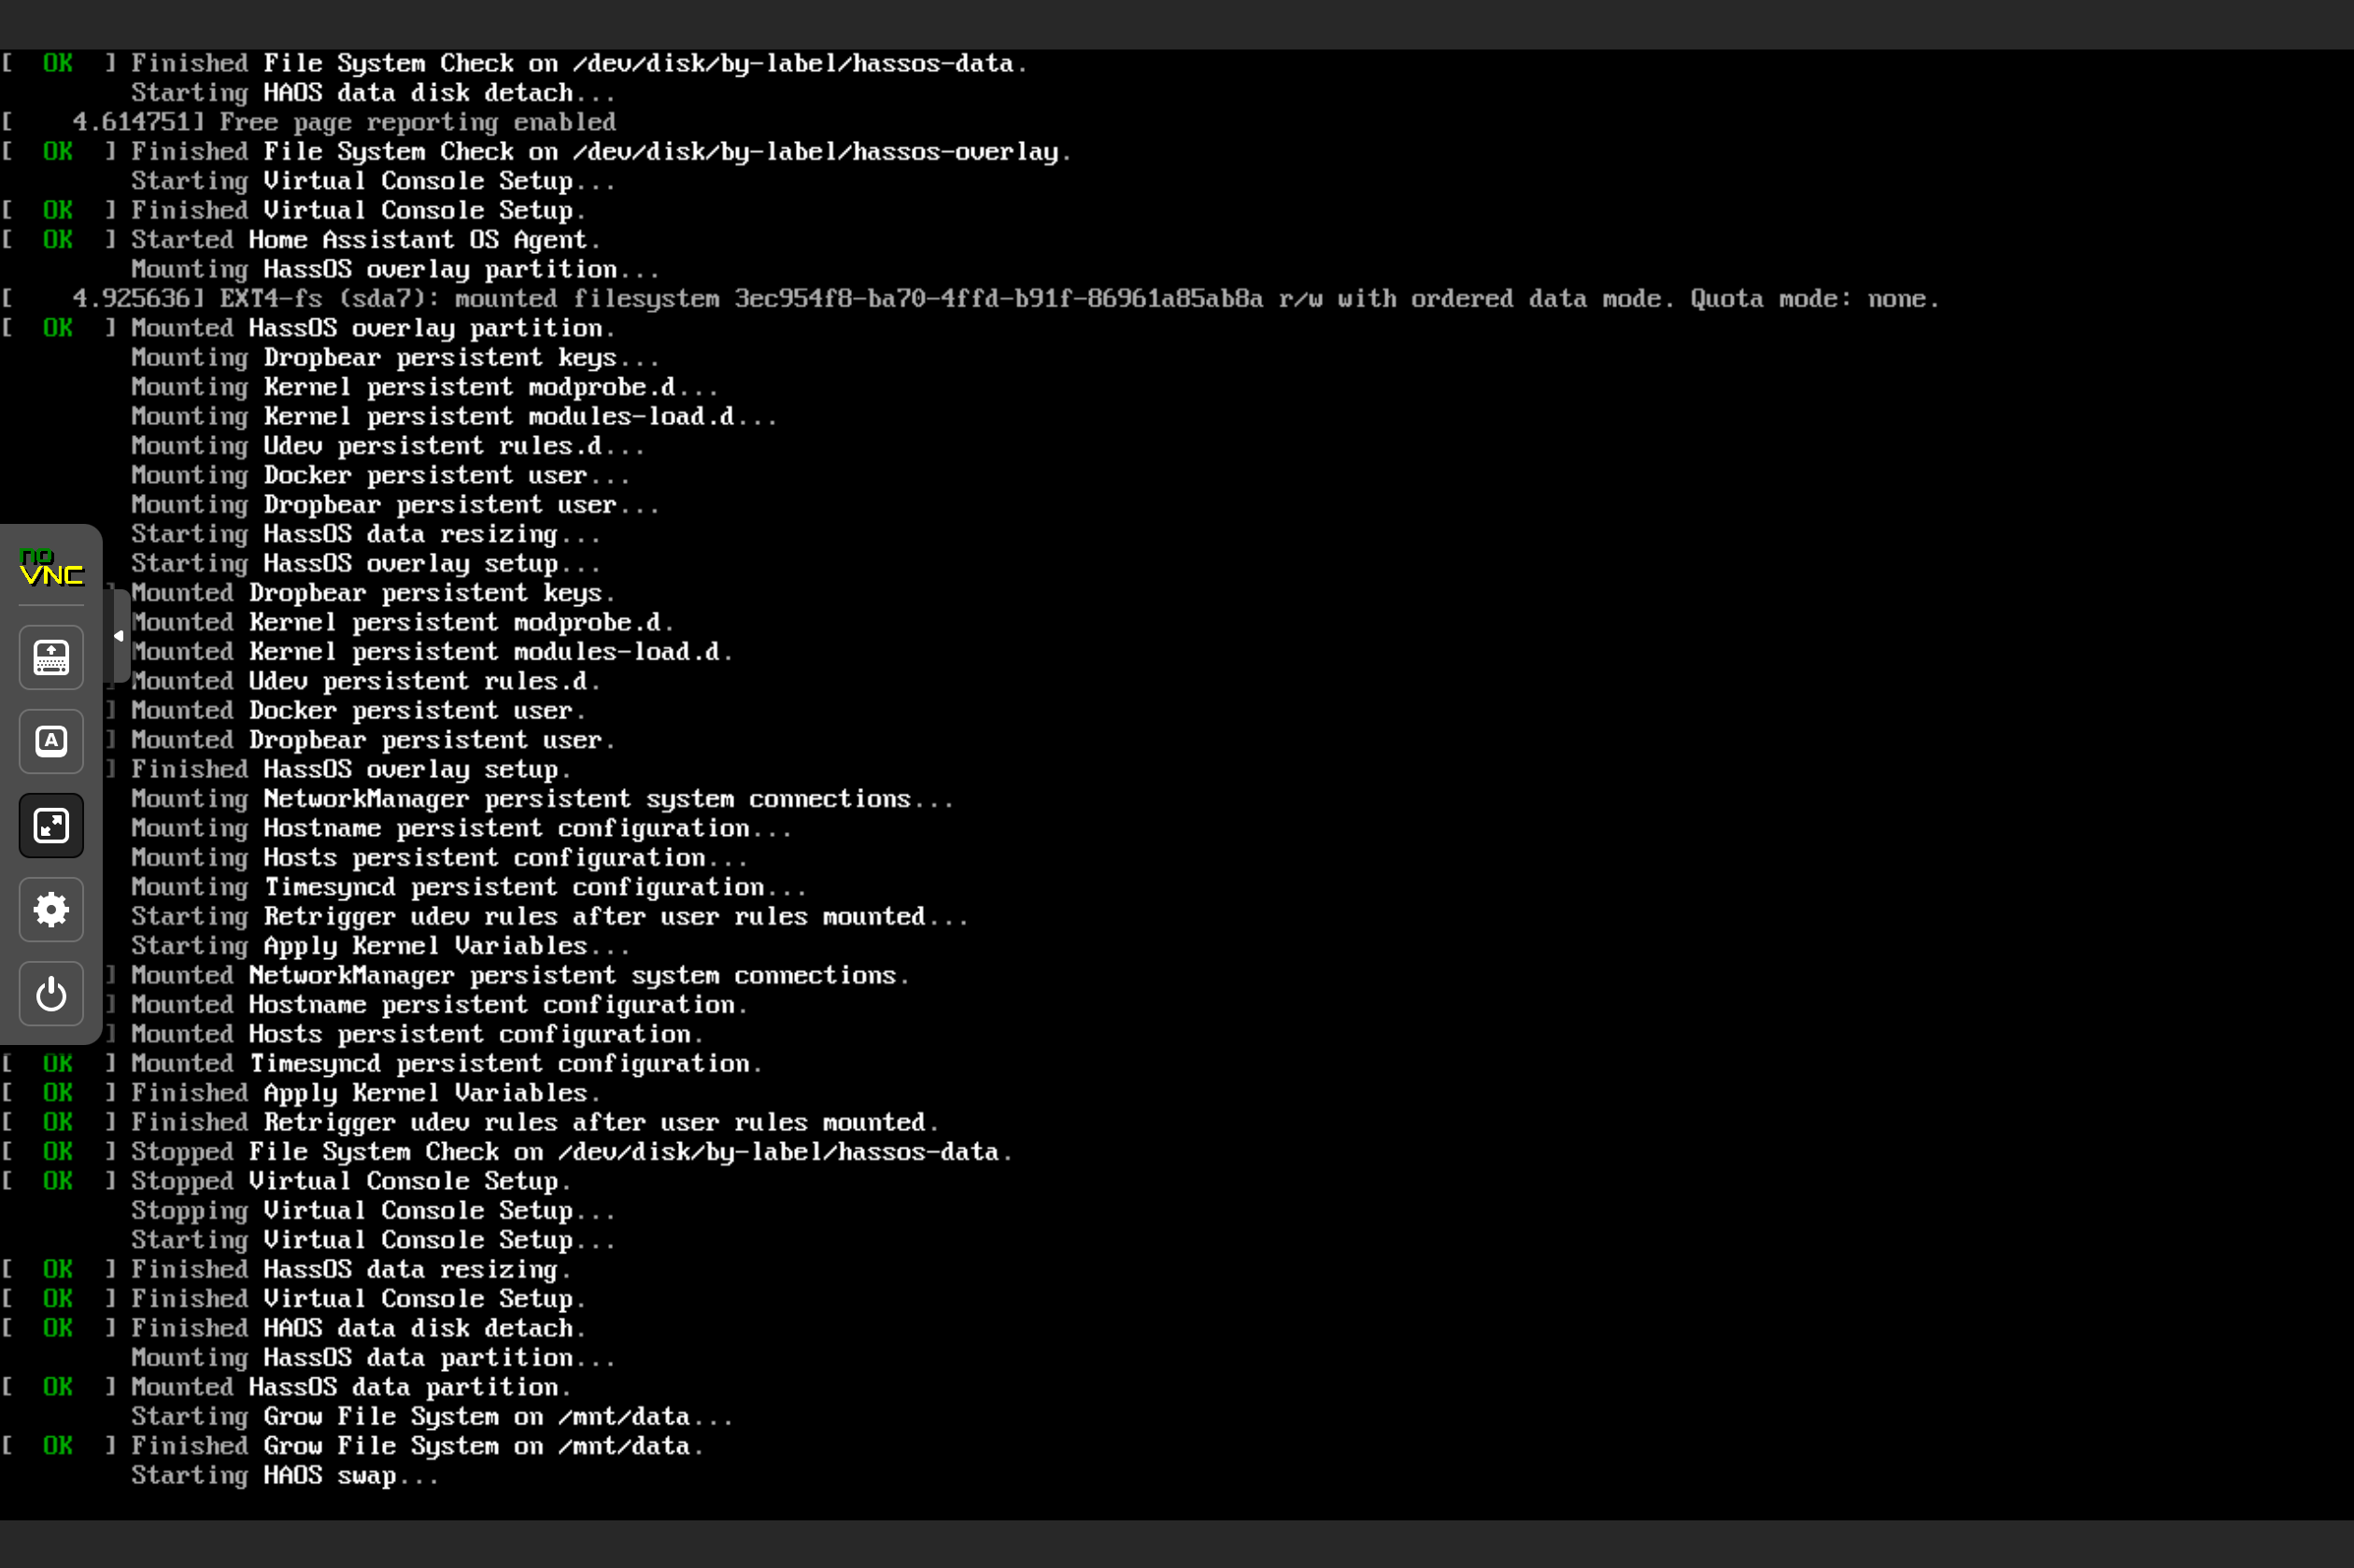 [  OK  ] Finished File System Check on /dev/disk/by-label/hassos-data.
Starting HAOS data disk detach...
[    4.614751] Free page reporting enabled
[  OK  ] Finished File System Check on /dev/disk/by-label/hassos-overlay.
Starting Virtual Console Setup...
[  OK  ] Finished Virtual Console Setup.
[  OK  ] Started Home Assistant OS Agent.
Mounting HassOS overlay partition...
[    4.925636] EXT4-fs (sda7): mounted filesystem 3ec954f8-ba70-4ffd-b91f-86961a85ab8a r/w with ordered data mode. Quota mode: none.
[  OK  ] Mounted HassOS overlay partition.
Mounting Dropbear persistent keys...
Mounting Kernel persistent modprobe.d...
Mounting Kernel persistent modules-load.d...
Mounting Udev persistent rules.d...
Mounting Docker persistent user...
Mounting Dropbear persistent user...
Starting HassOS data resizing...
Starting HassOS overlay setup...
] Mounted Dropbear persistent keys.
Mounted Kernel persistent modprobe.d.
Mounted Kernel persistent modules-load.d.
] Mounted Udev persistent rules.d.
] Mounted Docker persistent user.
] Mounted Dropbear persistent user.
] Finished HassOS overlay setup.
Mounting NetworkManager persistent system connections...
Mounting Hostname persistent configuration...
Mounting Hosts persistent configuration...
Mounting Timesyncd persistent configuration...
Starting Retrigger udev rules after user rules mounted...
Starting Apply Kernel Variables...
] Mounted NetworkManager persistent system connections.
] Mounted Hostname persistent configuration.
] Mounted Hosts persistent configuration.
[  OK  ] Mounted Timesyncd persistent configuration.
[  OK  ] Finished Apply Kernel Variables.
[  OK  ] Finished Retrigger udev rules after user rules mounted.
[  OK  ] Stopped File System Check on /dev/disk/by-label/hassos-data.
[  OK  ] Stopped Virtual Console Setup.
Stopping Virtual Console Setup...
Starting Virtual Console Setup...
[  OK  ] Finished HassOS data resizing.
[  OK  ] Finished Virtual Console Setup.
[  OK  ] Finished HAOS data disk detach.
Mounting HassOS data partition...
[  OK  ] Mounted HassOS data partition.
Starting Grow File System on /mnt/data...
[  OK  ] Finished Grow File System on /mnt/data.
Starting HAOS swap...
no
VNC
A